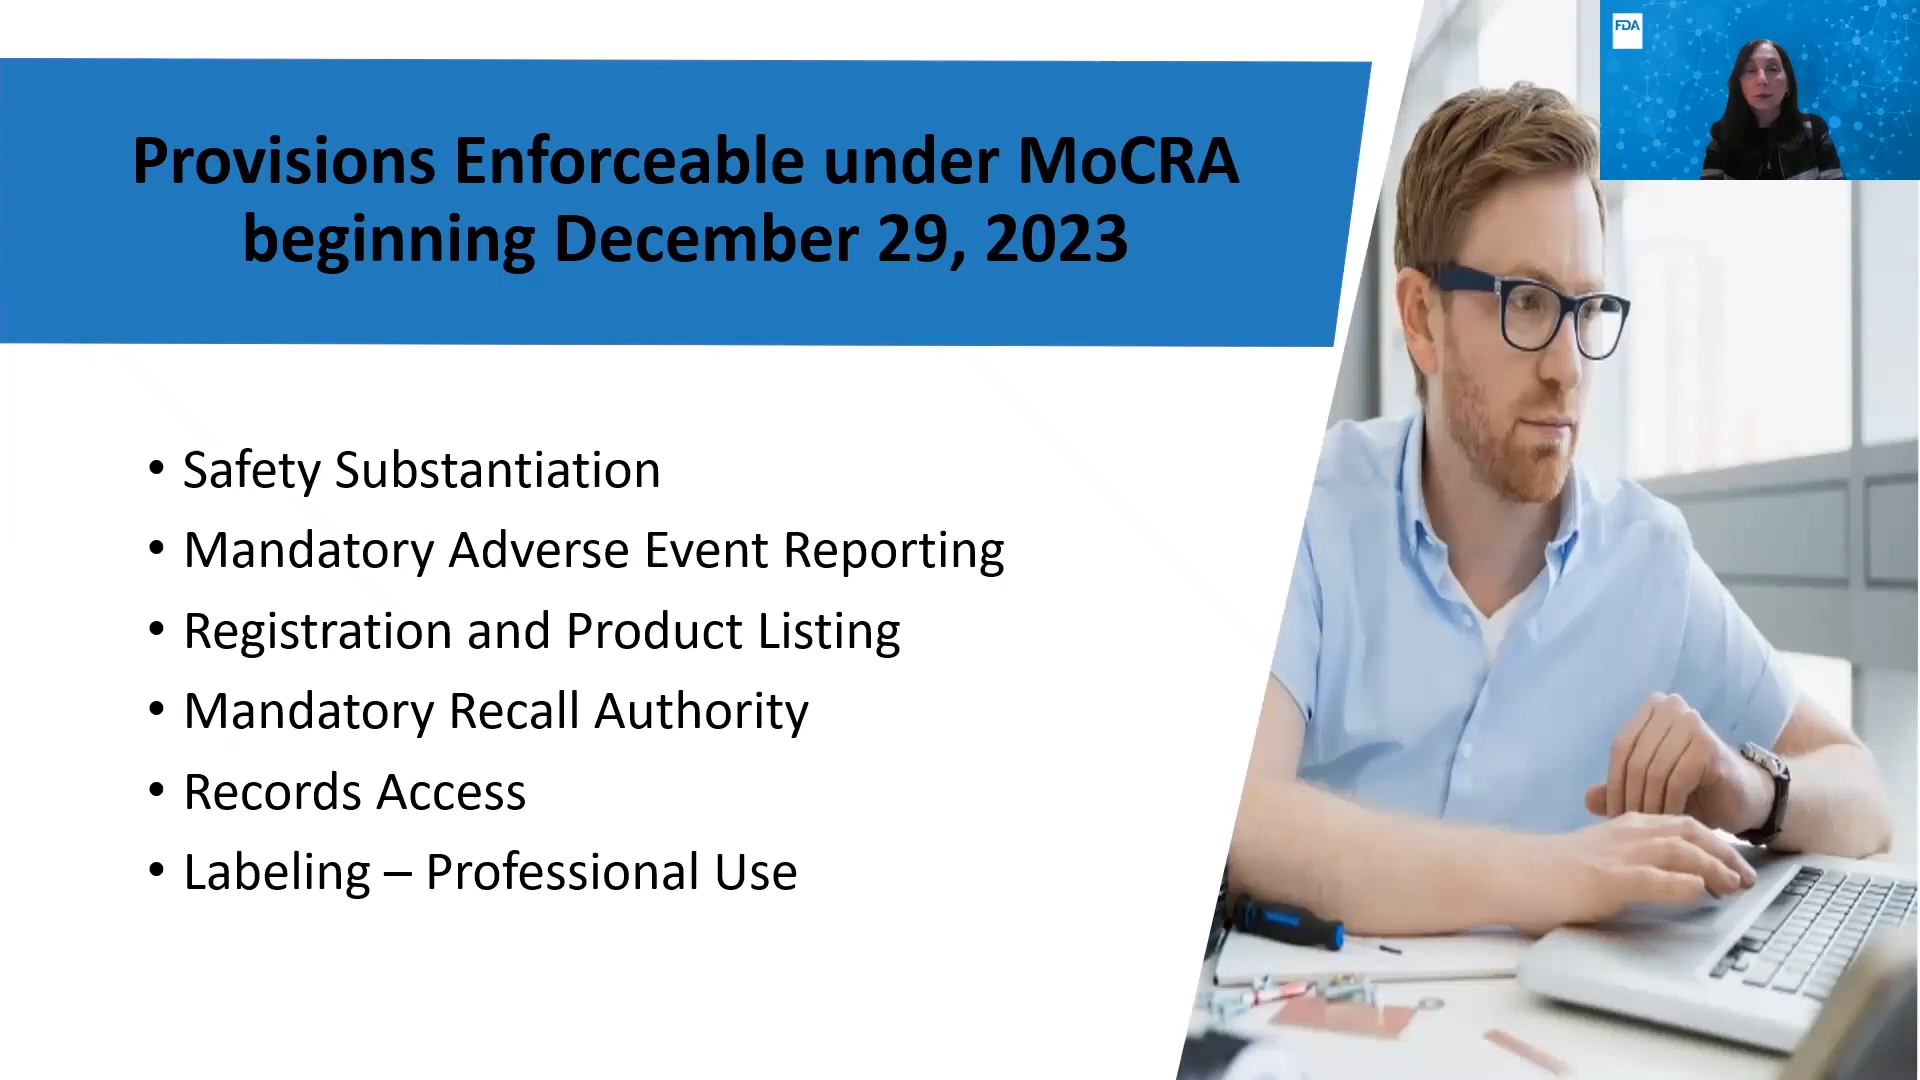 FDA
Provisions Enforceable under MoCRA
beginning December 29, 2023
• Safety Substantiation
• Mandatory Adverse Event Reporting
• Registration and Product Listing
• Mandatory Recall Authority
• Records Access
• Labeling – Professional Use